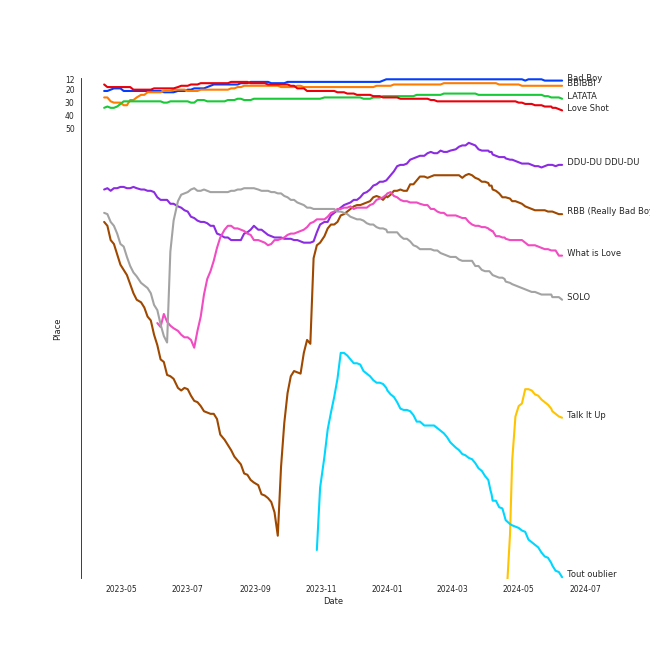 12
20
30
40
50
Place
Bad Boy
BBIBBI
LATATA
Love Shot
DDU-DU DDU-DU
RBB (Really Bad Boy
What is Love
SOLO
Talk It Up
Tout oublier
2023-05
2023-07
2023-09
2023-11
2024-01
2024-03
2024-05
2024-07
Date